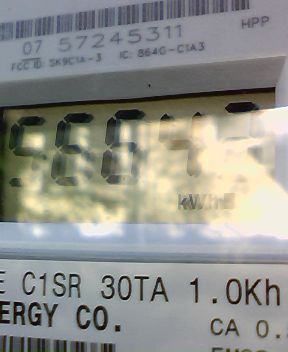 07 57245311
HPP
FCC ID: SK9C1A-3 IC: 864G-C1A3
kWh
E C1SR 30TA 1.0Kh
ERGY CO.
CA 0.